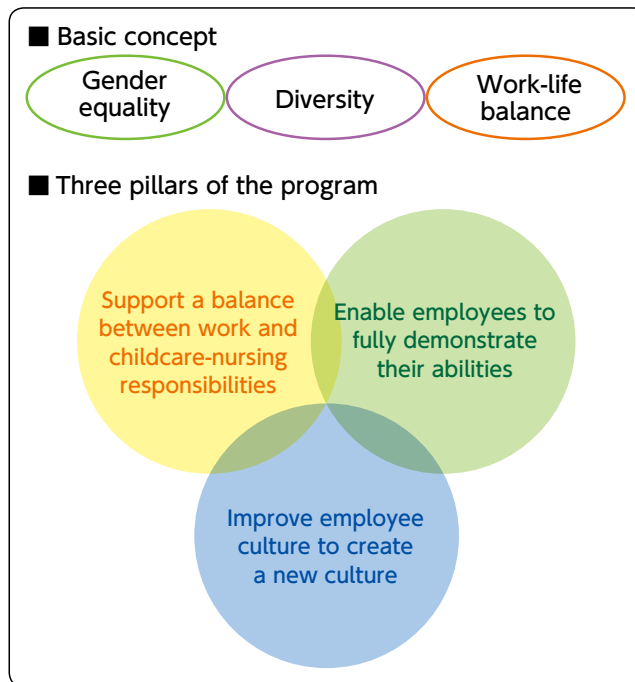 ■ Basic concept
Gender
equality
Diversity
Work-life
balance
■ Three pillars of the program
Support a balance
between work and
childcare-nursing
responsibilities
Enable employees to
fully demonstrate
their abilities
Improve employee
culture to create
a new culture